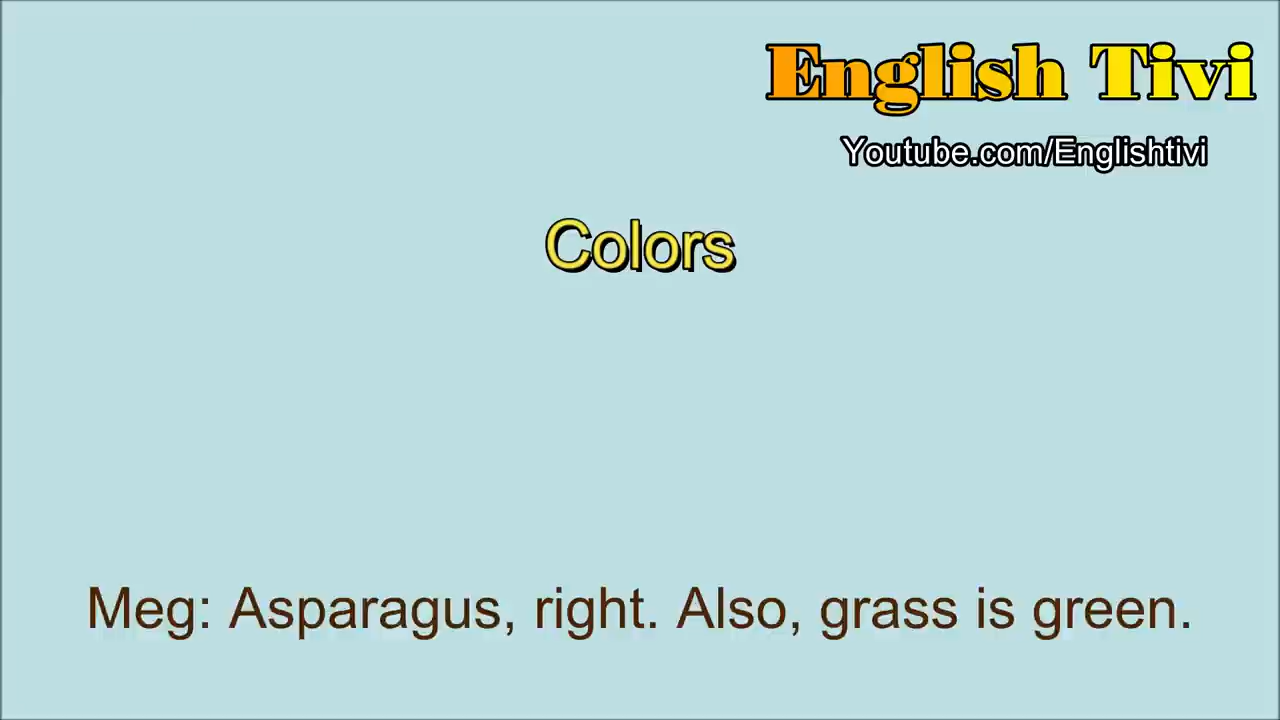 English Tivi
Youtube.com/Englishtivi
Colors
Meg: Asparagus, right. Also, grass is green.